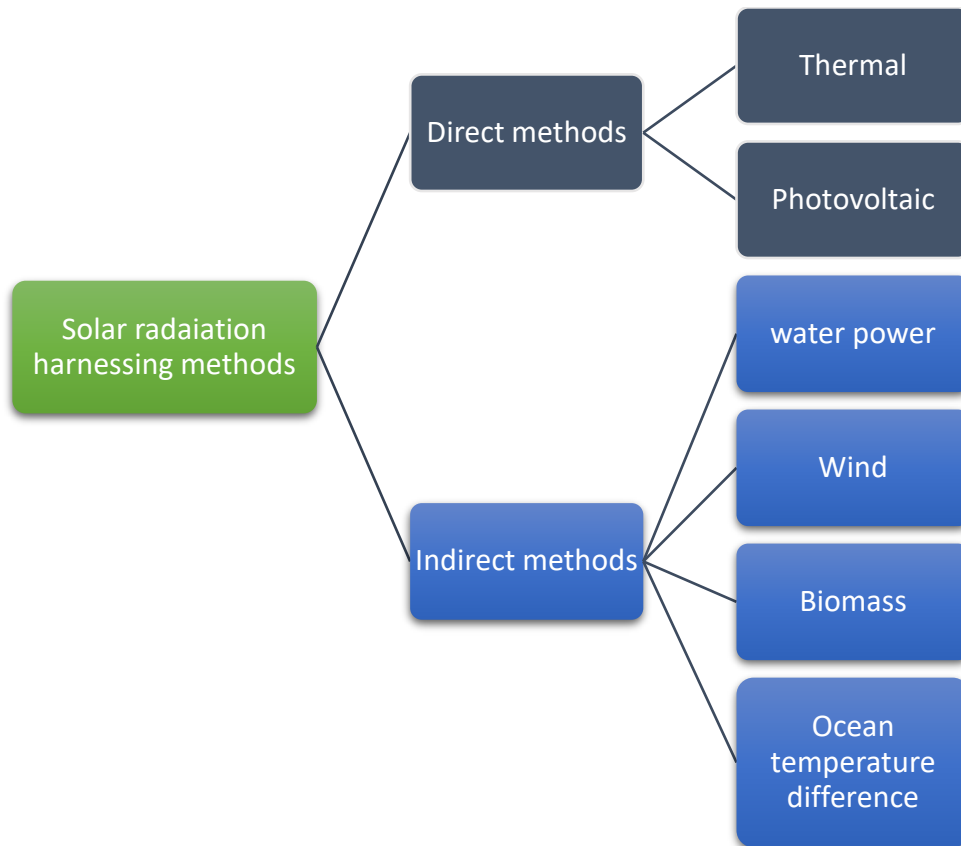 Thermal
Direct methods
Photovoltaic
Solar radaiation
harnessing methods
water power
Wind
Indirect methods
Biomass
Ocean
temperature
difference